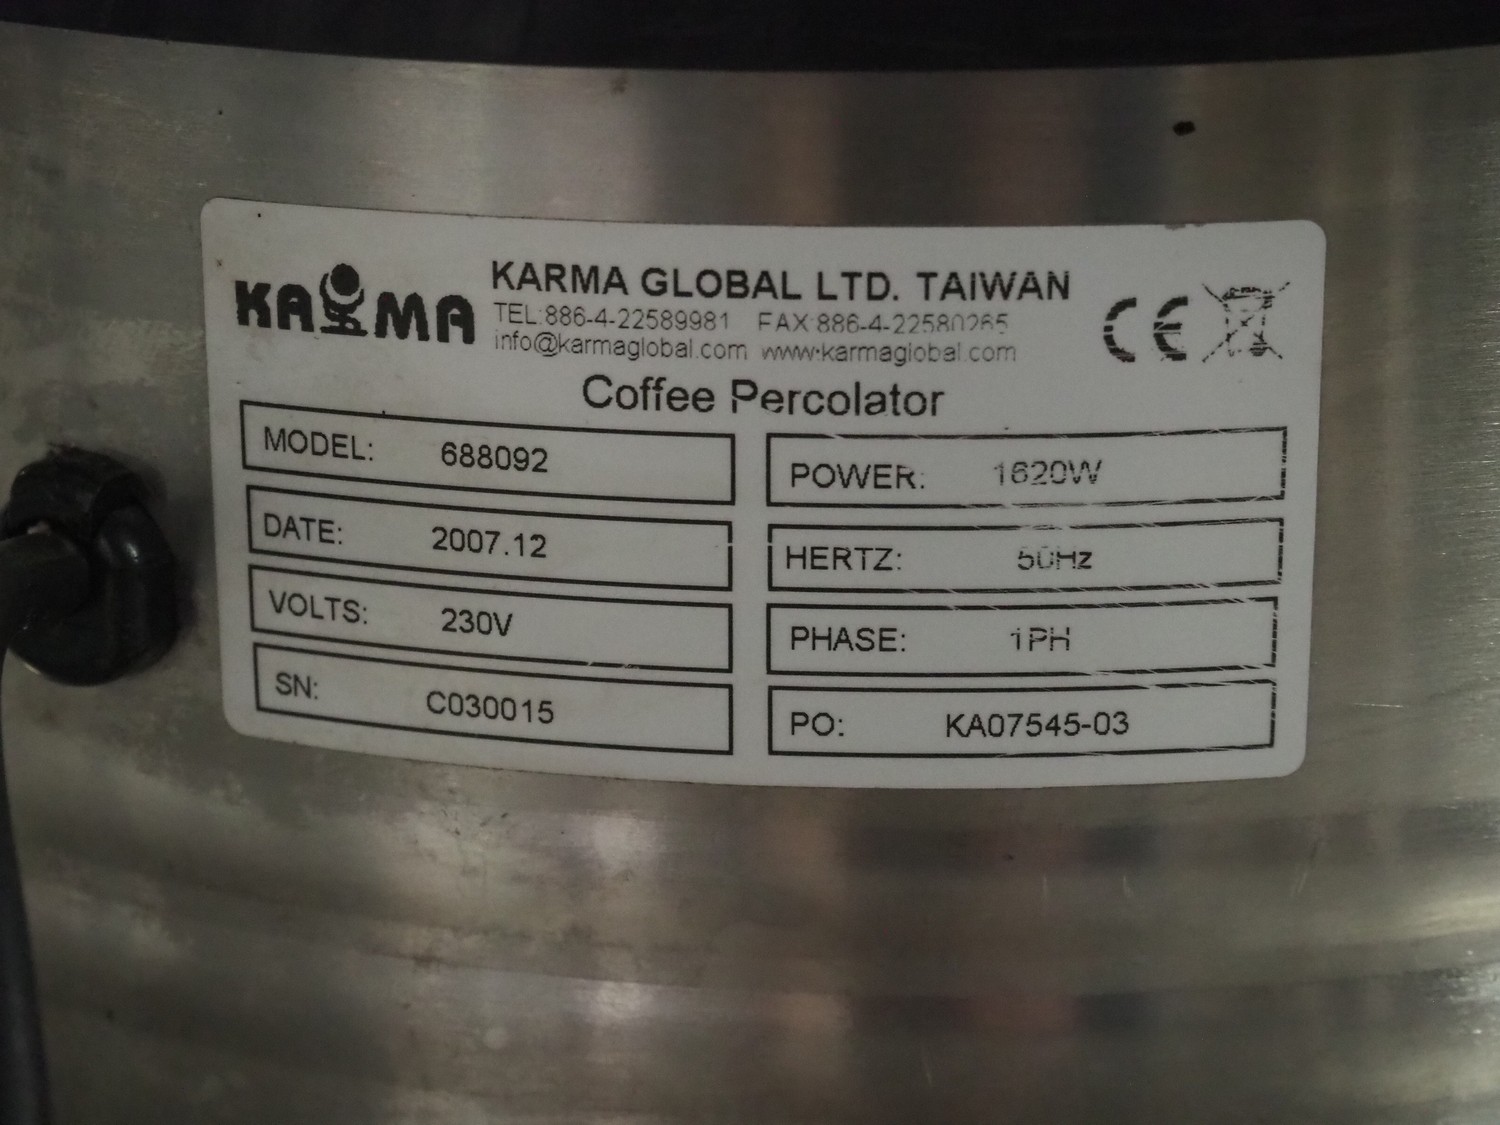 KARMA
KARMA GLOBAL LTD. TAIWAN
TEL:886-4-22589981 FAX:886-4-22580265
info@karmaglobal.com www.karmaglobal.com
CE
Coffee Percolator
MODEL: 688092
POWER: 1620W
DATE: 2007.12
HERTZ: 50Hz
VOLTS: 230V
PHASE: 1PH
SN: C030015
PO: KA07545-03